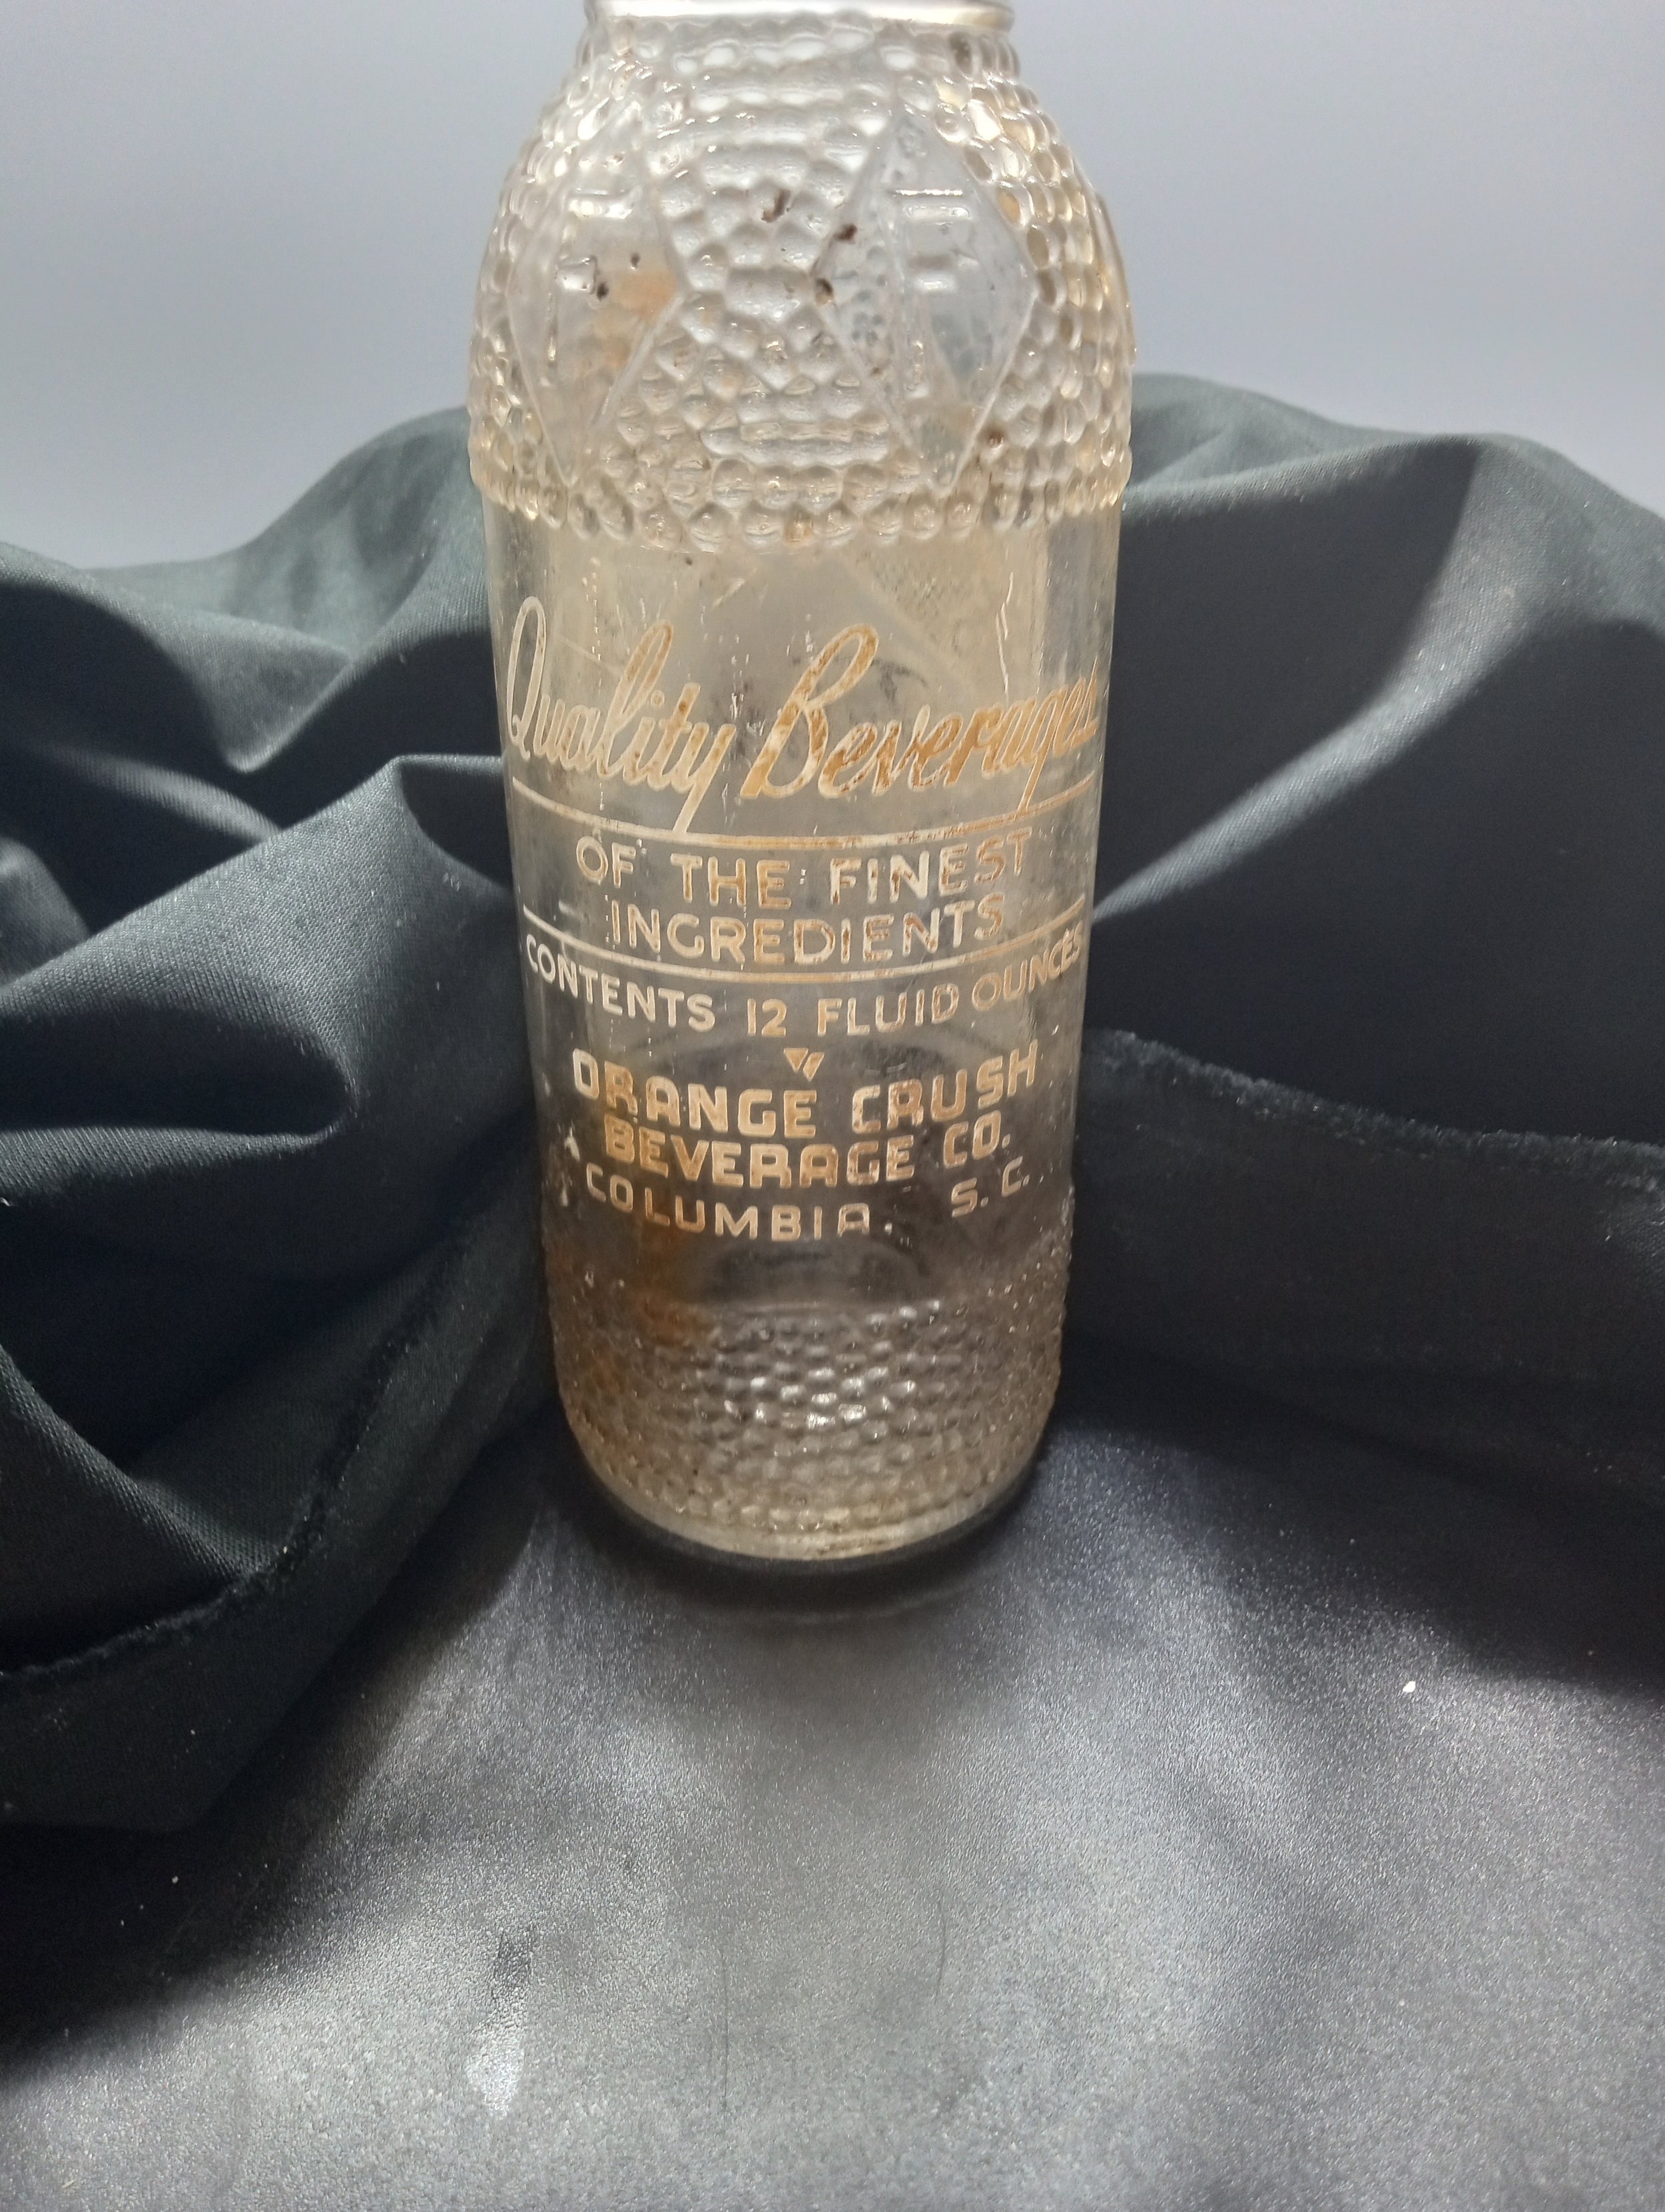 Quality Beverages
OF THE FINEST
INGREDIENTS
CONTENTS 12 FLUID OUNCES
ORANGE CRUSH
BEVERAGE CO.
COLUMBIA, S. C.